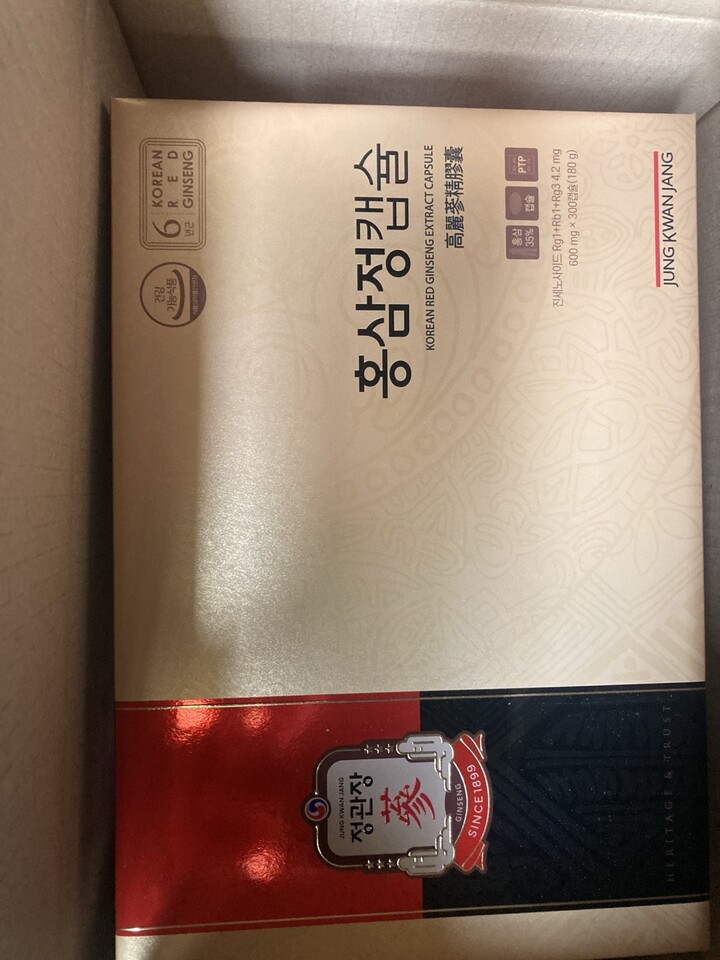 JUNG KWAN JANG
정관장
蔘
GINSENG
SINCE 1899
HERITAGE & TRUST
6년근
KOREAN
RED
GINSENG
건강
기능식품
홍삼정캡슐
KOREAN RED GINSENG EXTRACT CAPSULE
高麗蔘精膠囊
홍삼
35%
캡슐
PTP
진세노사이드 Rg1+Rb1+Rg3 4.2 mg
600 mg × 300캡슐(180 g)
JUNG KWAN JANG